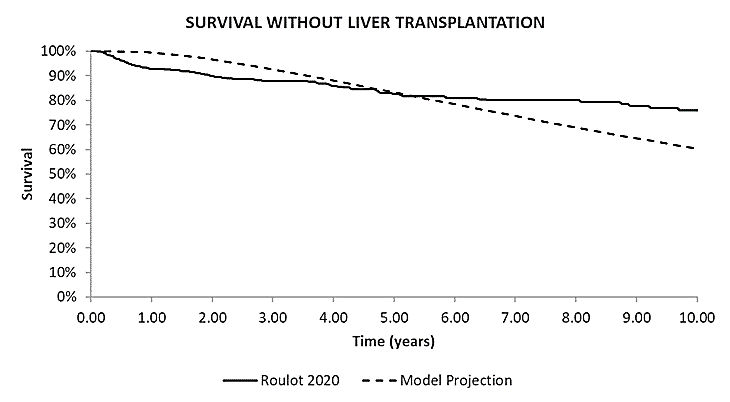 SURVIVAL WITHOUT LIVER TRANSPLANTATION
100%
90%
80%
70%
60%
50%
40%
30%
20%
10%
0%
Survival
0.00 1.00 2.00 3.00 4.00 5.00 6.00 7.00 8.00 9.00 10.00
Time (years)
Roulot 2020 Model Projection